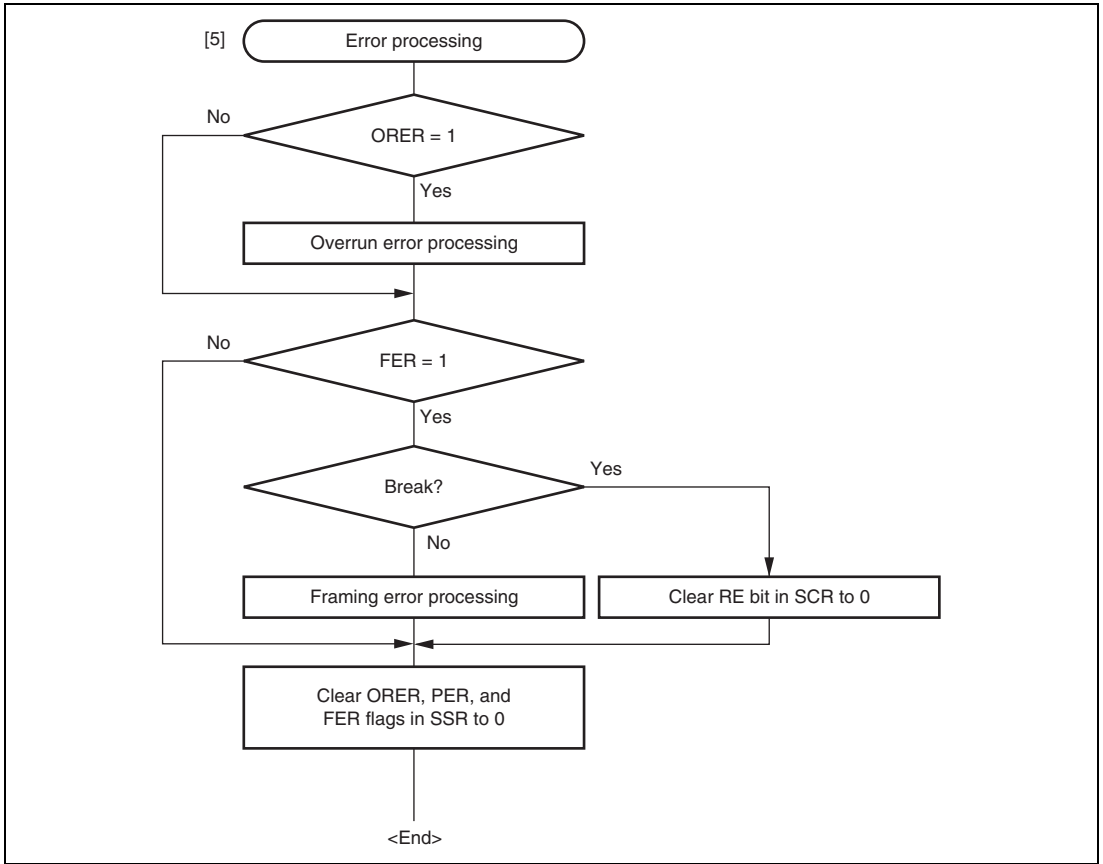 [5]
Error processing
No
ORER = 1
Yes
Overrun error processing
No
FER = 1
Yes
Break?
Yes
No
Framing error processing
Clear RE bit in SCR to 0
Clear ORER, PER, and
FER flags in SSR to 0
<End>